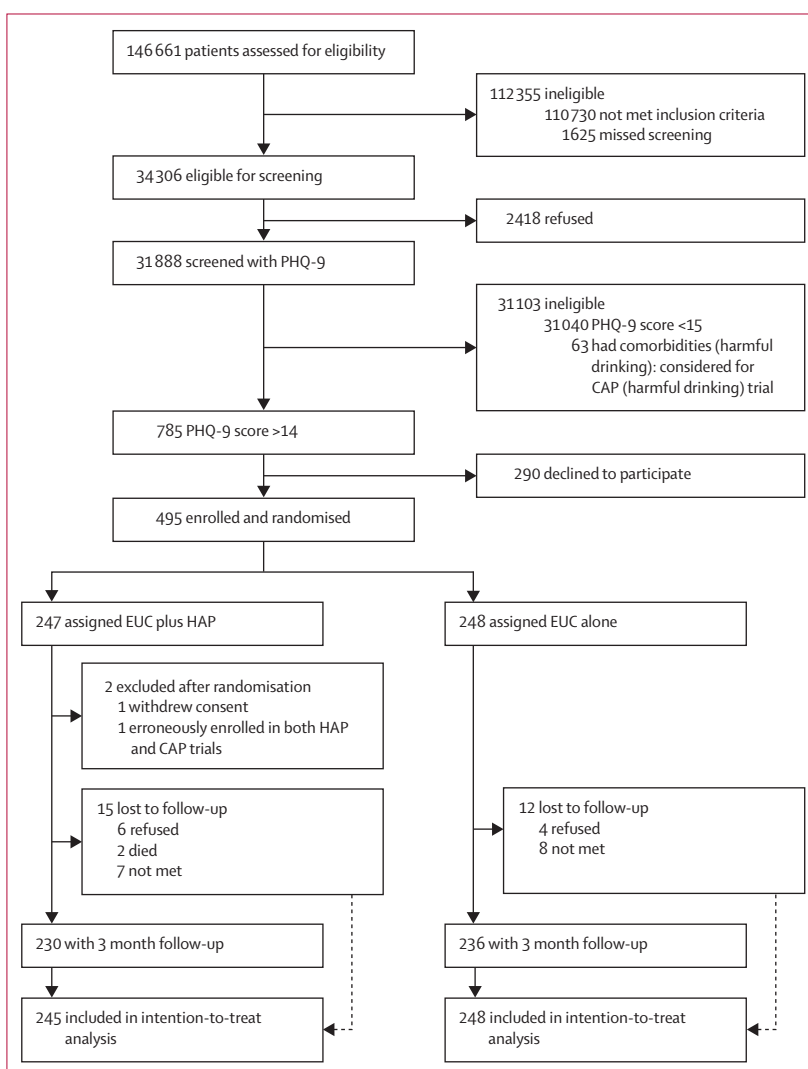 146 661 patients assessed for eligibility
112 355 ineligible
110 730 not met inclusion criteria
1625 missed screening
34 306 eligible for screening
2418 refused
31 888 screened with PHQ-9
31 103 ineligible
31 040 PHQ-9 score <15
63 had comorbidities (harmful
drinking): considered for
CAP (harmful drinking) trial
785 PHQ-9 score >14
290 declined to participate
495 enrolled and randomised
247 assigned EUC plus HAP
248 assigned EUC alone
2 excluded after randomisation
1 withdrew consent
1 erroneously enrolled in both HAP
and CAP trials
15 lost to follow-up
6 refused
2 died
7 not met
12 lost to follow-up
4 refused
8 not met
230 with 3 month follow-up
236 with 3 month follow-up
245 included in intention-to-treat
analysis
248 included in intention-to-treat
analysis